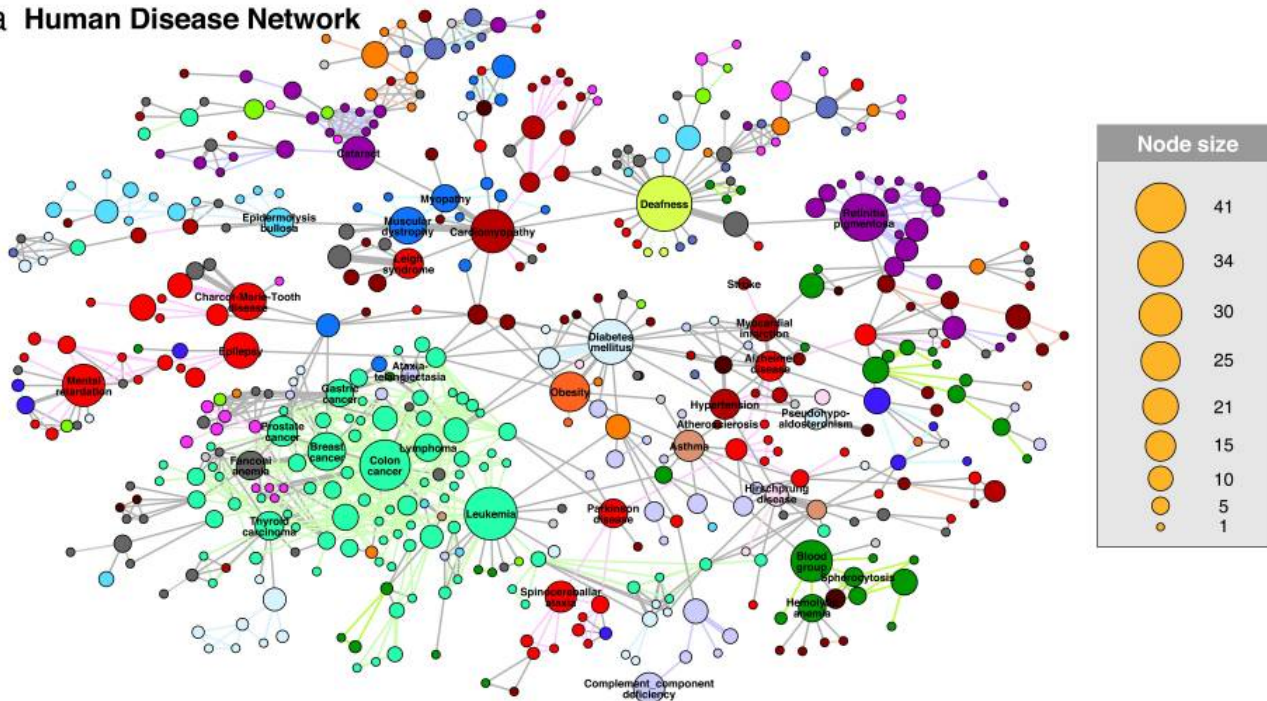 a Human Disease Network
Cataract
Myopathy
Muscular
dystrophy
Cardiomyopathy
Leigh
syndrome
Epidermolysis
bullosa
Deafness
Retinitis
pigmentosa
Charcot-Marie-Tooth
disease
Epilepsy
Mental
retardation
Stroke
Myocardial
infarction
Alzheimer
disease
Diabetes
mellitus
Obesity
Hypertension
Atherosclerosis
Pseudohypo-
aldosteronism
Asthma
Ataxia-
telangiectasia
Gastric
cancer
Prostate
cancer
Breast
cancer
Lymphoma
Colon
cancer
Fanconi
anemia
Thyroid
carcinoma
Leukemia
Parkinson
disease
Hirschprung
disease
Blood
group
Spherocytosis
Hemolytic
anemia
Spinocereballar
ataxia
Complement_component
deficiency
Node size
41
34
30
25
21
15
10
5
1